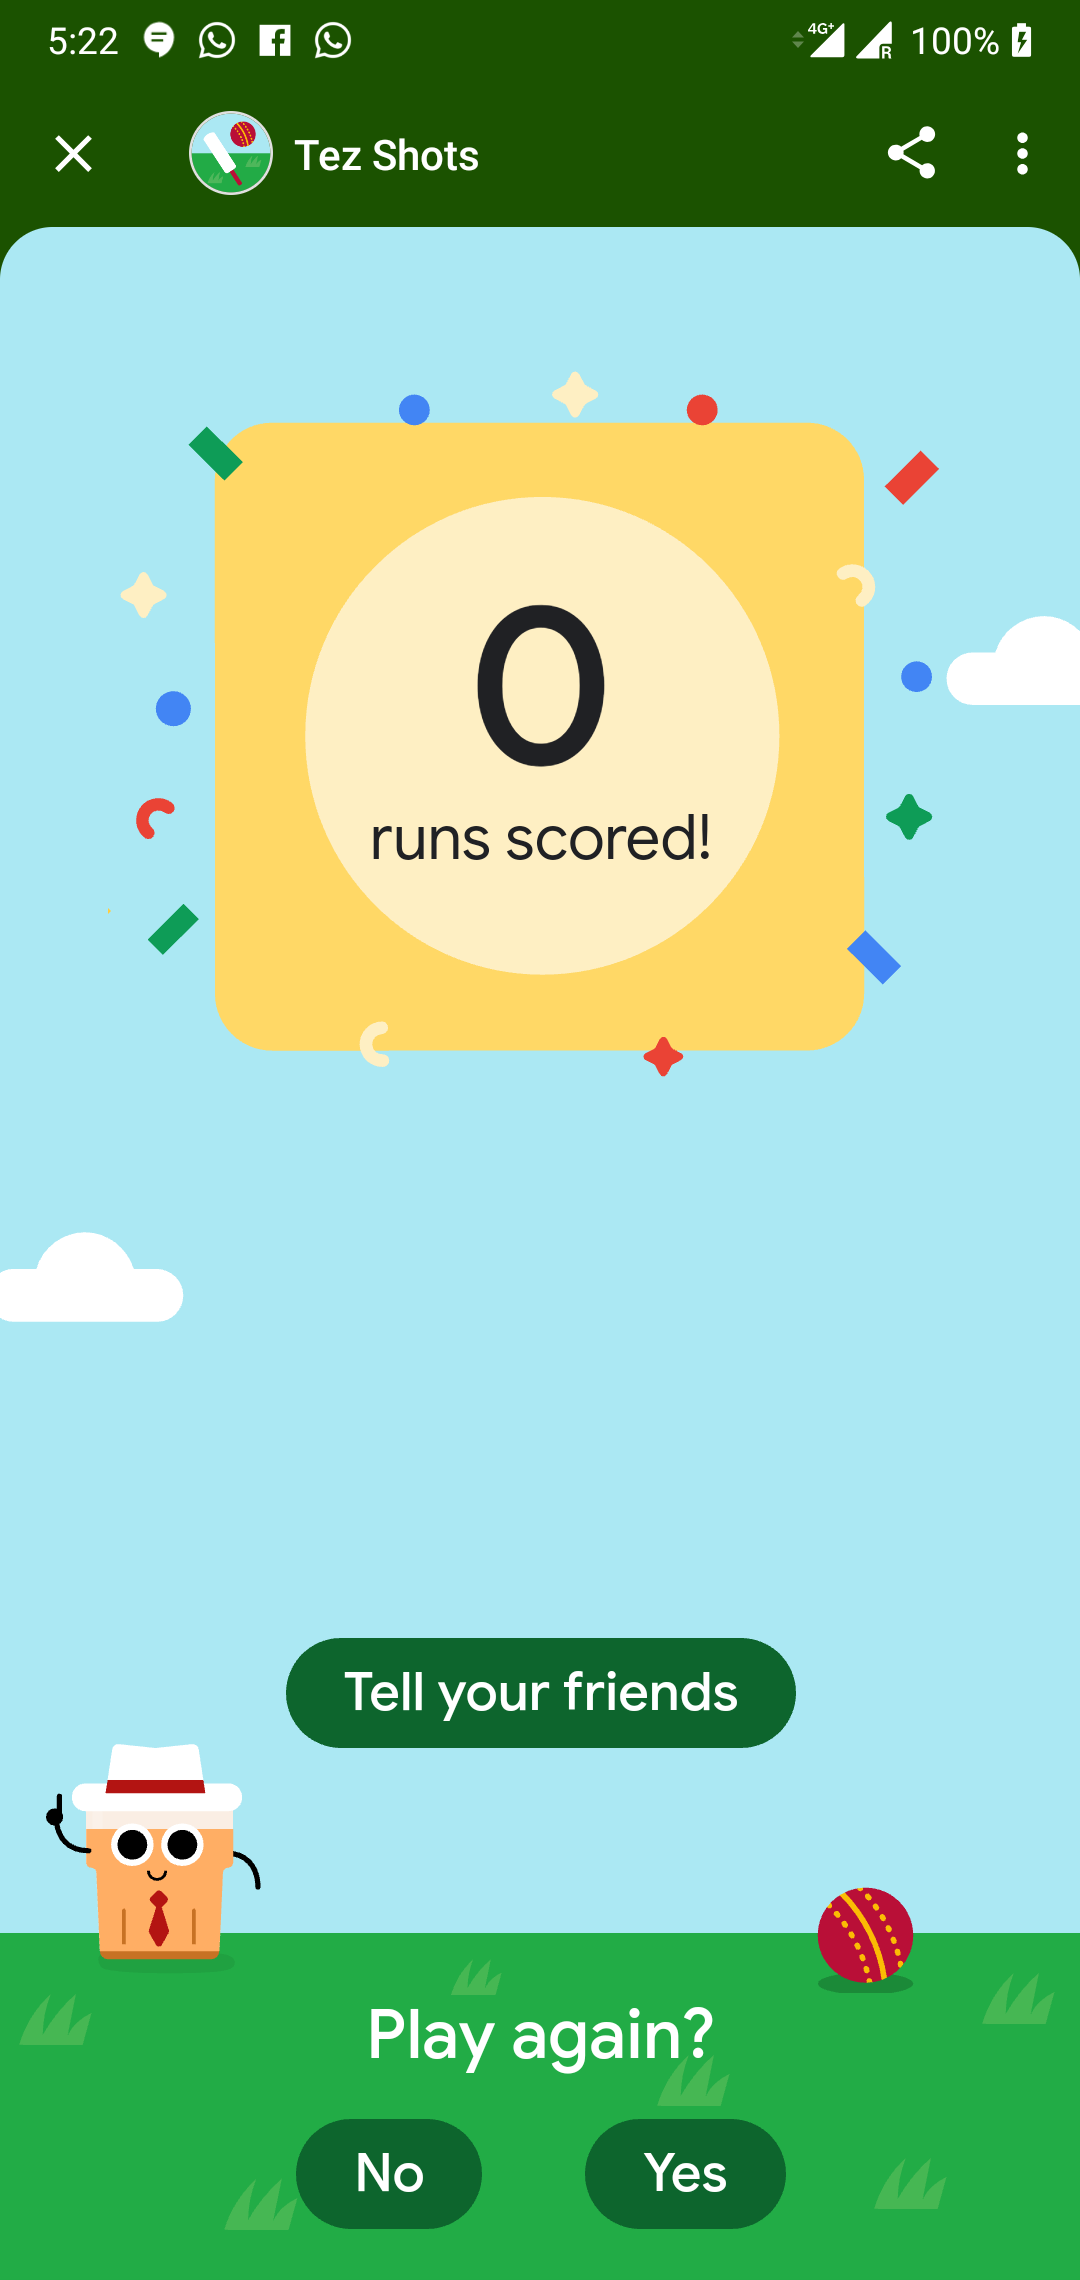 5:22
4G+
R
100%
Tez Shots
0
runs scored!
Tell your friends
Play again?
No
Yes